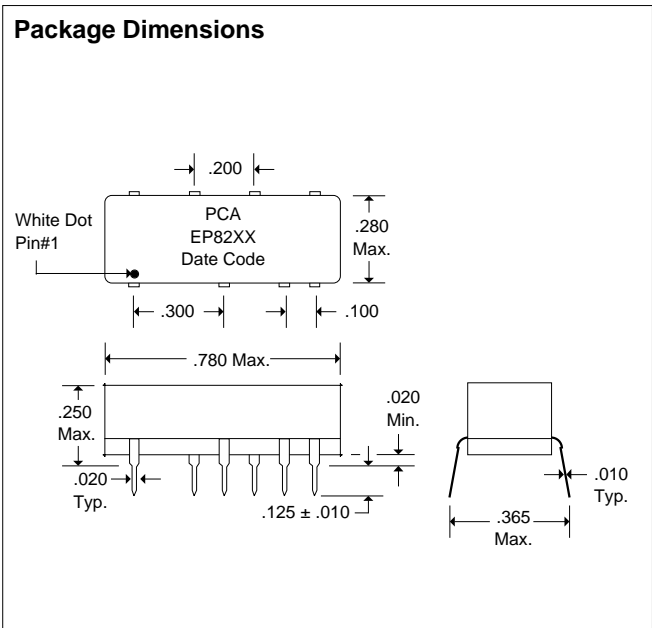 Package Dimensions
.200
White Dot
Pin#1
PCA
EP82XX
Date Code
.280
Max.
.300
.100
.780 Max.
.250
Max.
.020
Min.
.020
Typ.
.125 ± .010
.010
Typ.
.365
Max.